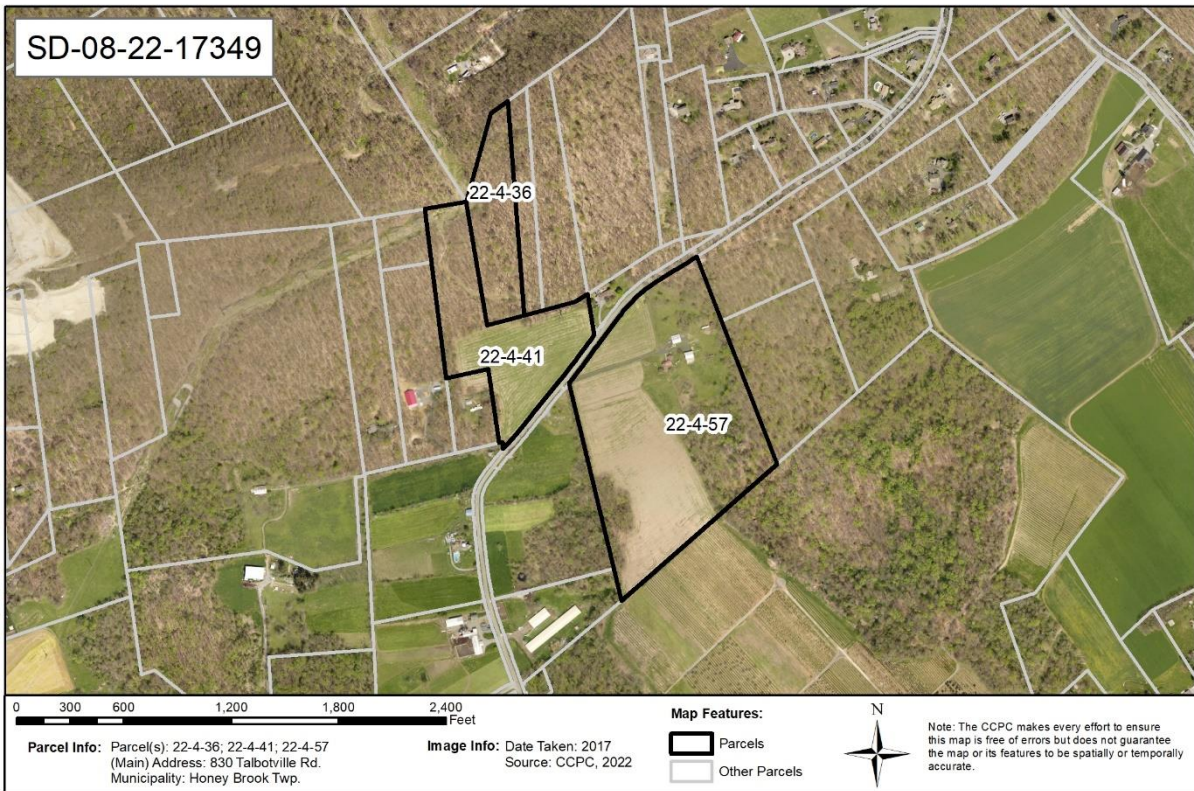 SD-08-22-17349
22-4-36
22-4-41
22-4-57
0 300 600 1,200 1,800 2,400
Feet
Parcel Info: Parcel(s): 22-4-36; 22-4-41; 22-4-57
(Main) Address: 830 Talbotville Rd.
Municipality: Honey Brook Twp.
Image Info: Date Taken: 2017
Source: CCPC, 2022
Map Features:
Parcels
Other Parcels
N
Note: The CCPC makes every effort to ensure
this map is free of errors but does not guarantee
the map or its features to be spatially or temporally
accurate.